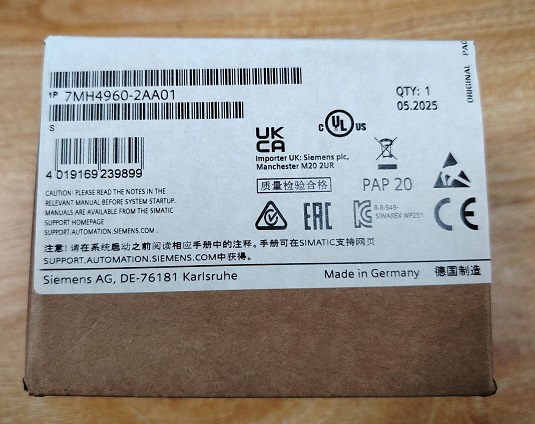 1P 7MH4960-2AA01
QTY: 1
05.2025
ORIGINAL PA
S
4 019169 239899
UK
CA
Importer UK: Siemens plc,
Manchester M20 2UR
C UL US
质量检验合格
PAP 20
CAUTION: PLEASE READ THE NOTES IN THE
RELEVANT MANUAL BEFORE SYSTEM STARTUP.
MANUALS ARE AVAILABLE FROM THE SIMATIC
SUPPORT HOMEPAGE
SUPPORT.AUTOMATION.SIEMENS.COM
EAC
R-R-S49-
SIWAREX WP251
CE
注意! 请在系统启动之前阅读相应手册中的注释。手册可在SIMATIC支持网页
SUPPORT.AUTOMATION.SIEMENS.COM中获得。
Siemens AG, DE-76181 Karlsruhe
Made in Germany 德国制造